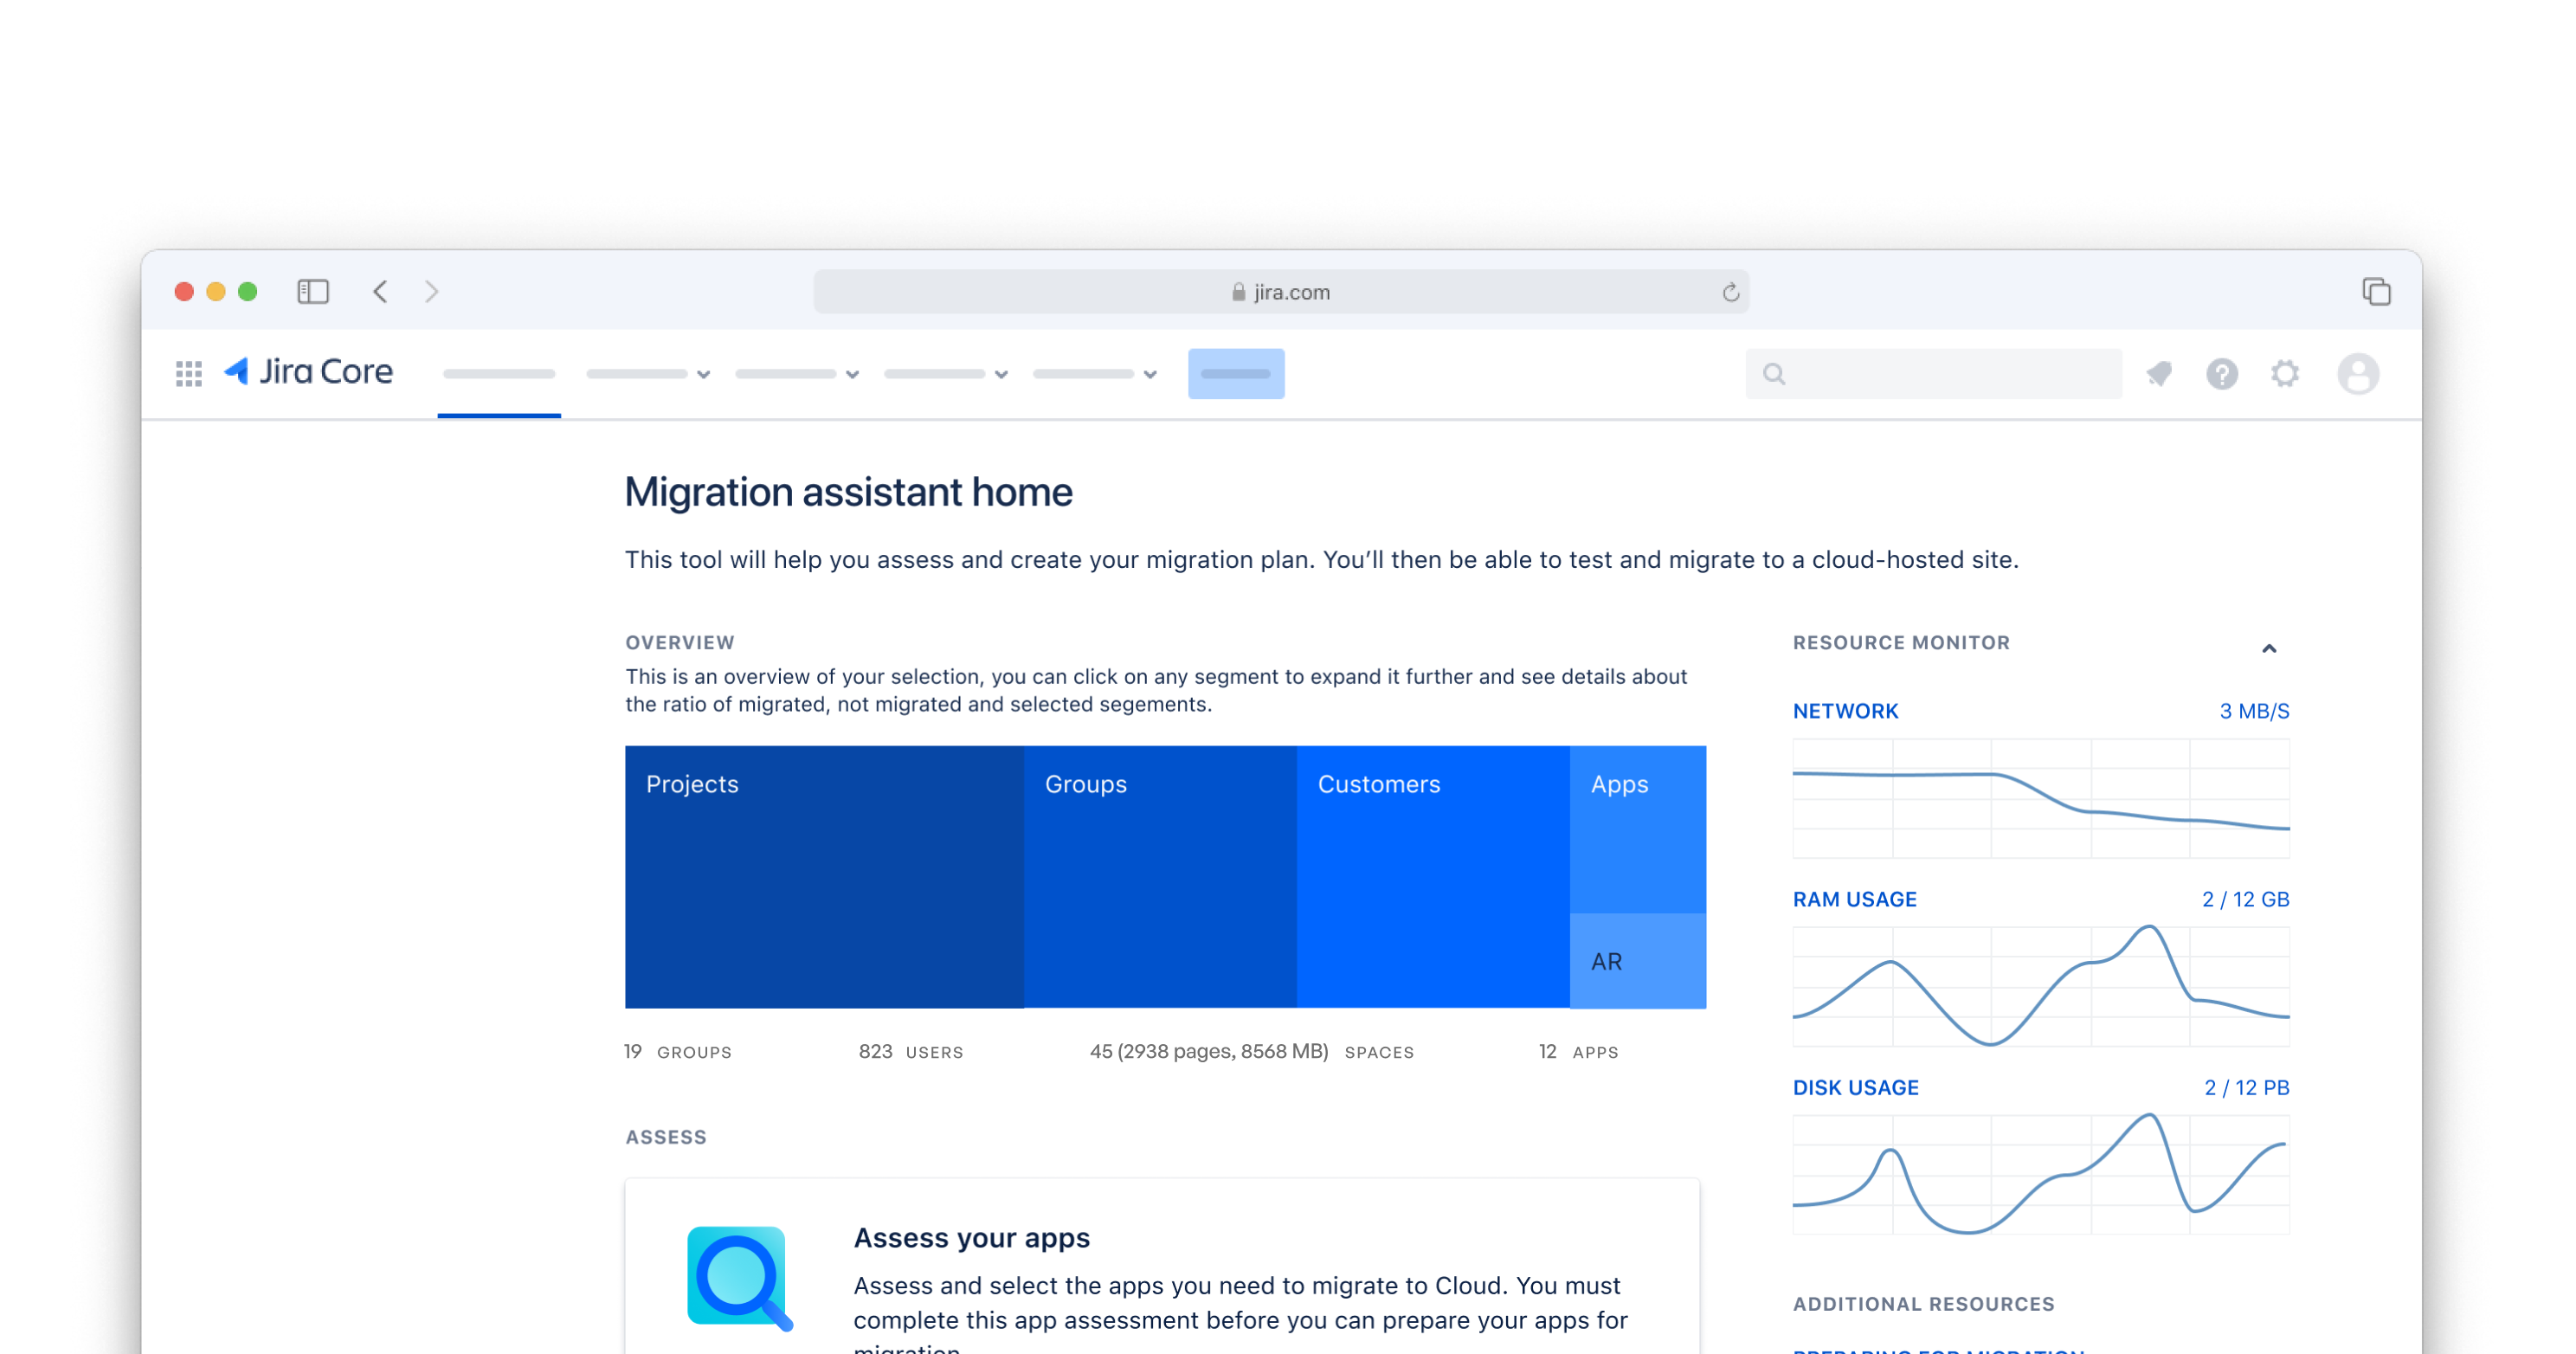 jira.com
Jira Core
Migration assistant home
This tool will help you assess and create your migration plan. You’ll then be able to test and migrate to a cloud-hosted site.
OVERVIEW
This is an overview of your selection, you can click on any segment to expand it further and see details about
the ratio of migrated, not migrated and selected segements.
Projects
Groups
Customers
Apps
AR
19 GROUPS
823 USERS
45 (2938 pages, 8568 MB) SPACES
12 APPS
ASSESS
Assess your apps
Assess and select the apps you need to migrate to Cloud. You must
complete this app assessment before you can prepare your apps for
migration.
RESOURCE MONITOR
NETWORK 3 MB/S
RAM USAGE 2 / 12 GB
DISK USAGE 2 / 12 PB
ADDITIONAL RESOURCES
PREPARING FOR MIGRATION